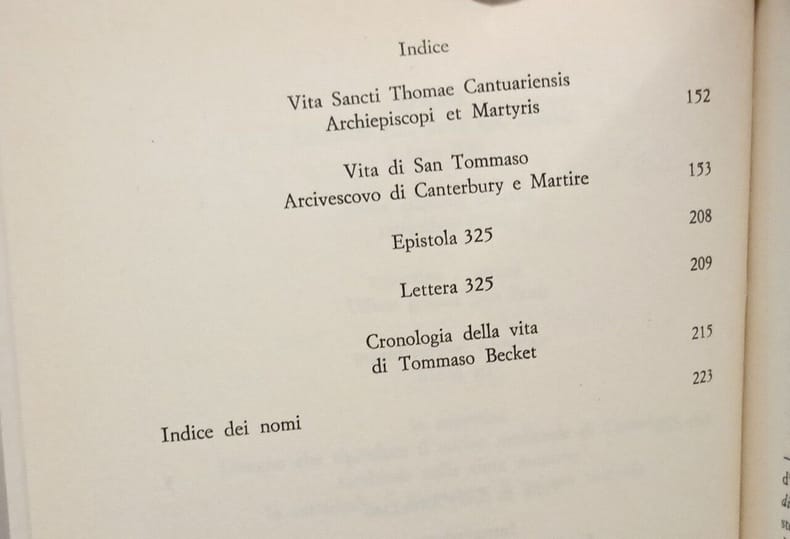 Indice
Vita Sancti Thomae Cantuariensis
Archiepiscopi et Martyris 152
Vita di San Tommaso
Arcivescovo di Canterbury e Martire 153
Epistola 325 208
Lettera 325 209
Cronologia della vita
di Tommaso Becket 215
Indice dei nomi 223